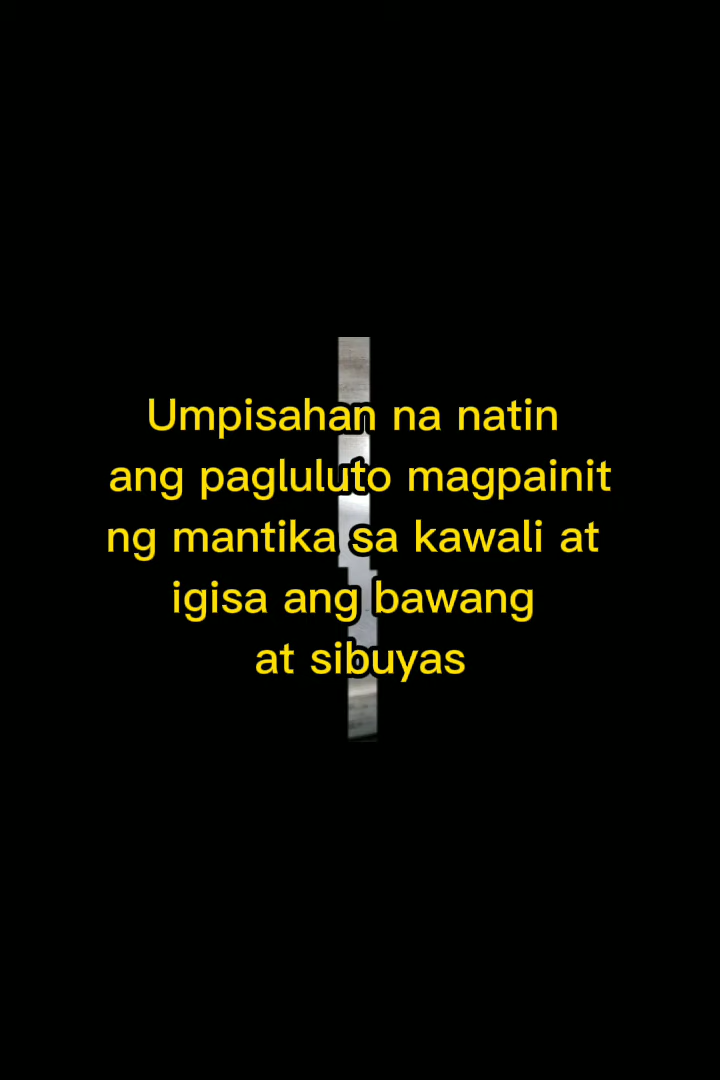 Umpisahan na natin
ang pagluluto magpainit
ng mantika sa kawali at
igisa ang bawang
at sibuyas